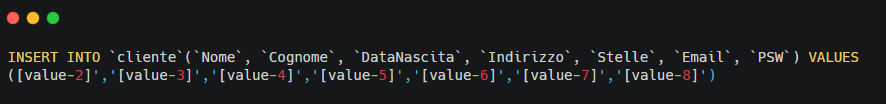 INSERT INTO `cliente`(`Nome`, `Cognome`, `DataNascita`, `Indirizzo`, `Stelle`, `Email`, `PSW`) VALUES
([value-2]','[value-3]','[value-4]','[value-5]','[value-6]','[value-7]','[value-8]')